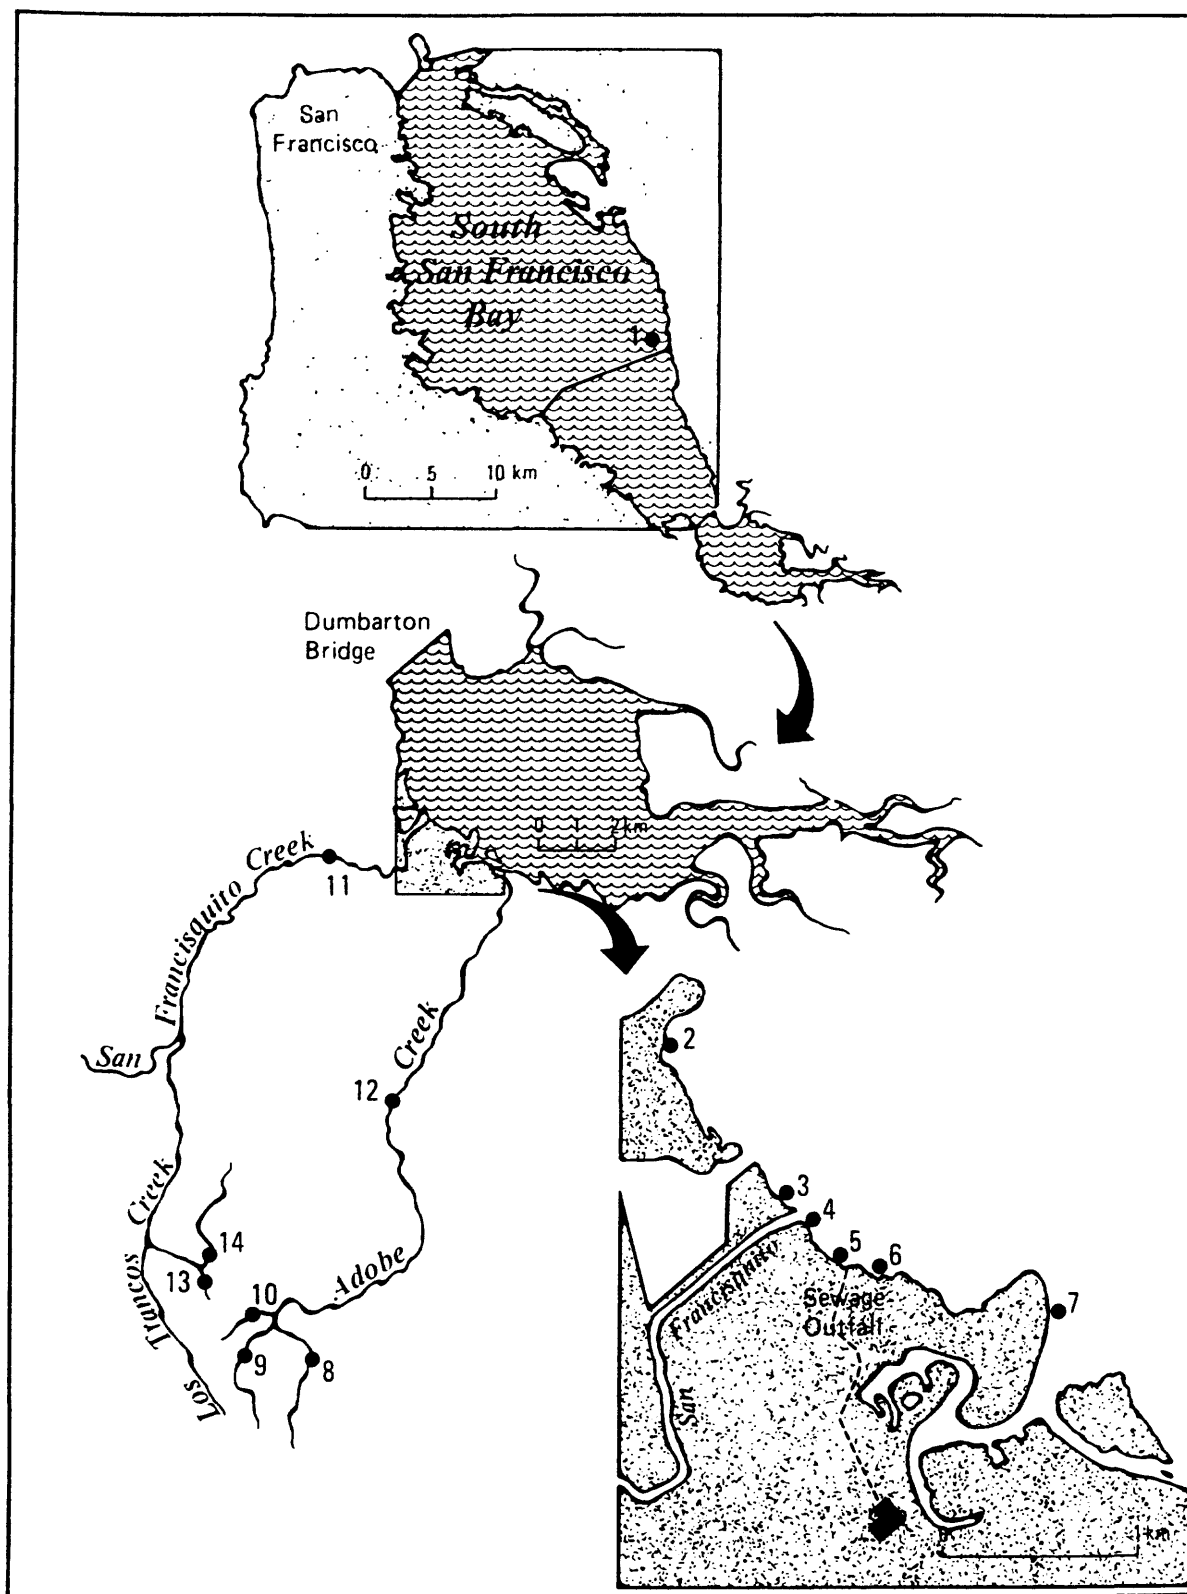 San
Francisco
South
San Francisco
Bay
1
0 5 10 km
Dumbarton
Bridge
0 1 2 km
San Francisquito Creek
11
Creek
12
2
3
4
5
6
7
Sewage
Outfall
San Francisquito
Los Trancos Creek
14
13
10
Adobe
9
8
1 km